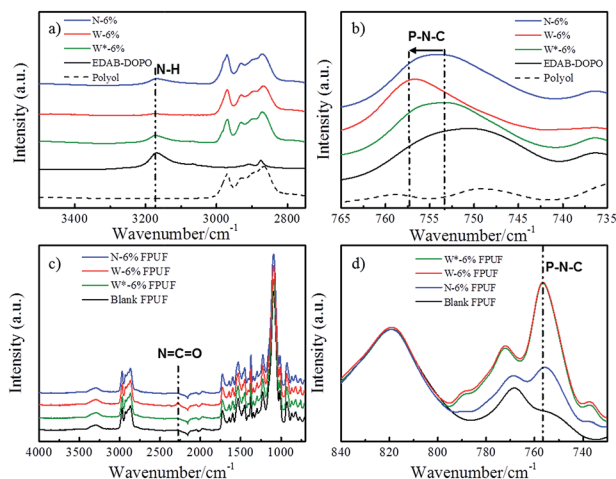 a)
N-6%
W-6%
W*-6%
EDAB-DOPO
Polyol
N-H
Intensity (a.u.)
3400 3200 3000 2800
Wavenumber/cm⁻¹
b)
P-N-C
N-6%
W-6%
W*-6%
EDAB-DOPO
Polyol
Intensity (a.u.)
765 760 755 750 745 740 735
Wavenumber/cm⁻¹
c)
N-6% FPUF
W-6% FPUF
W*-6% FPUF
Blank FPUF
N=C=O
Intensity (a.u.)
4000 3500 3000 2500 2000 1500 1000
Wavenumber/cm⁻¹
d)
W*-6% FPUF
W-6% FPUF
N-6% FPUF
Blank FPUF
P-N-C
Intensity (a.u.)
840 820 800 780 760 740
Wavenumber/cm⁻¹